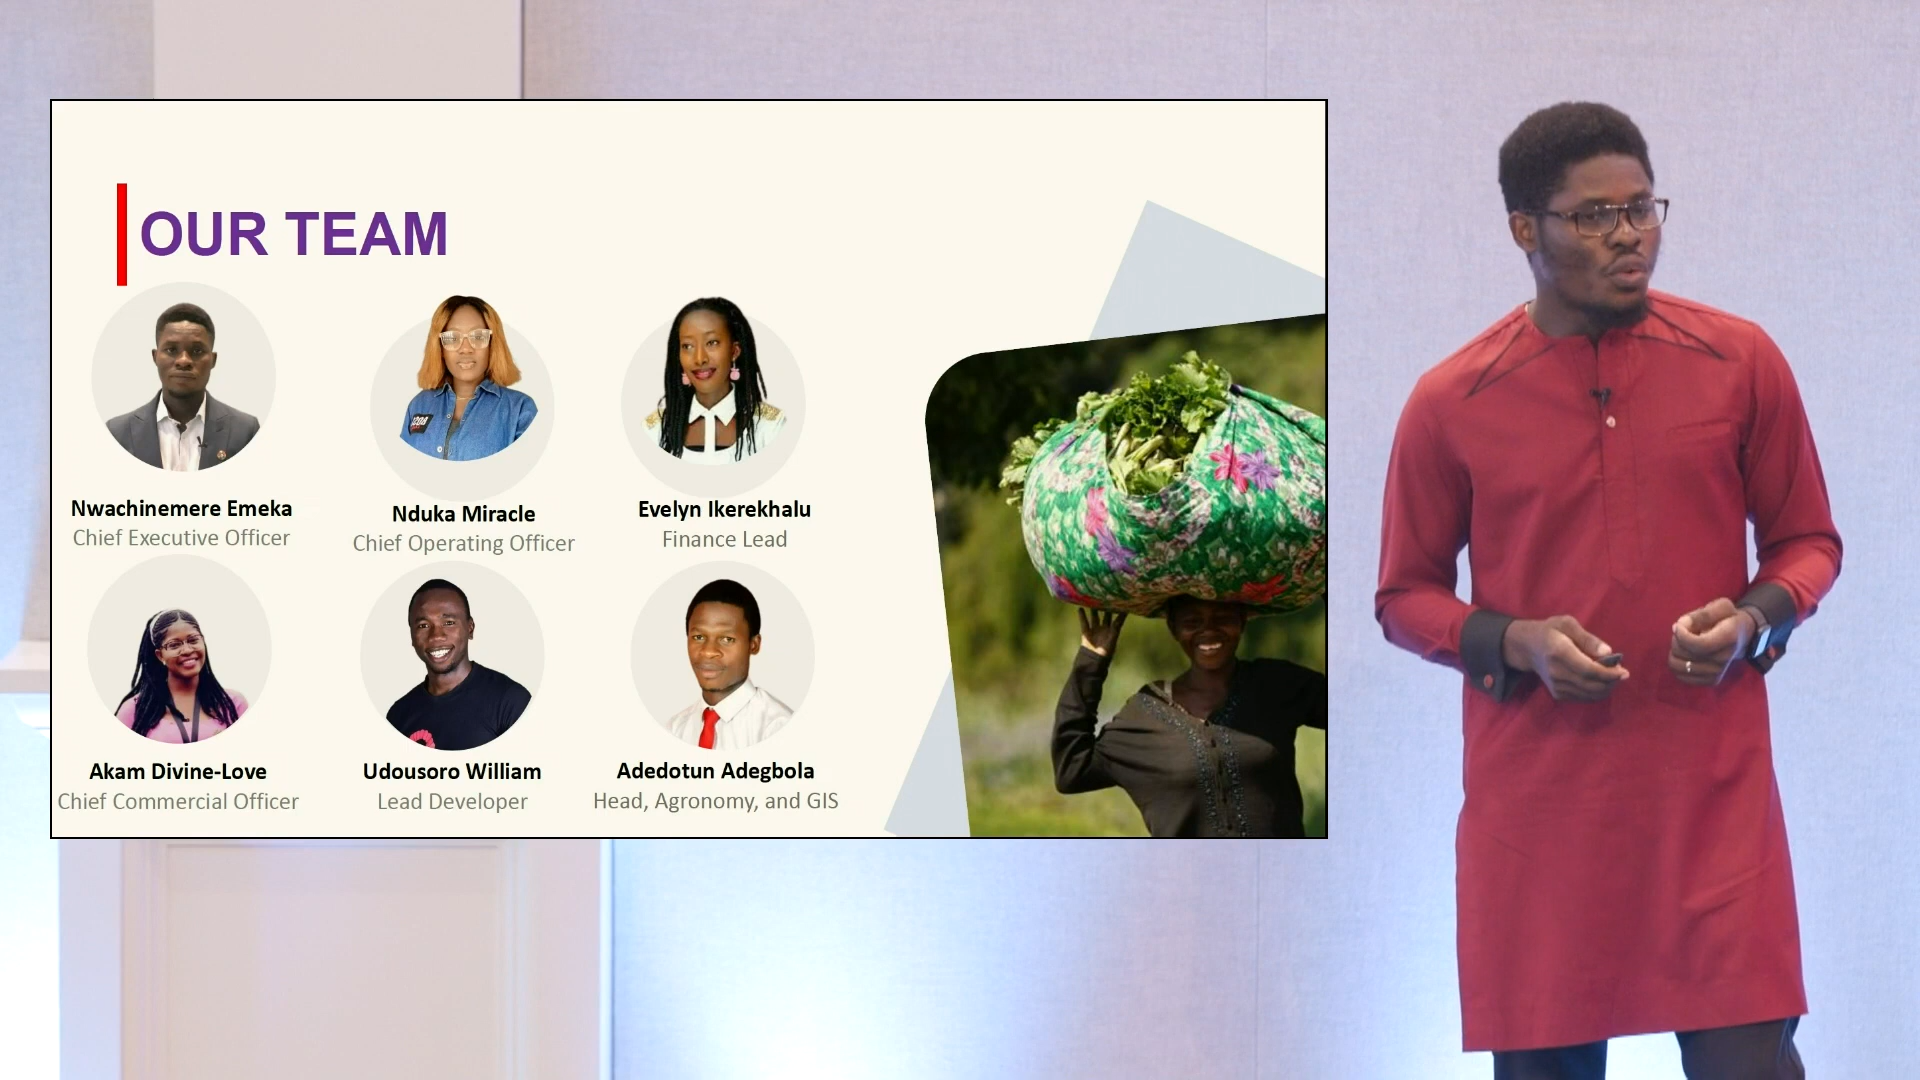 OUR TEAM
Nwachinemere Emeka
Chief Executive Officer
Nduka Miracle
Chief Operating Officer
Evelyn Ikerekhalu
Finance Lead
Akam Divine-Love
Chief Commercial Officer
Udousoro William
Lead Developer
Adedotun Adegbola
Head, Agronomy, and GIS